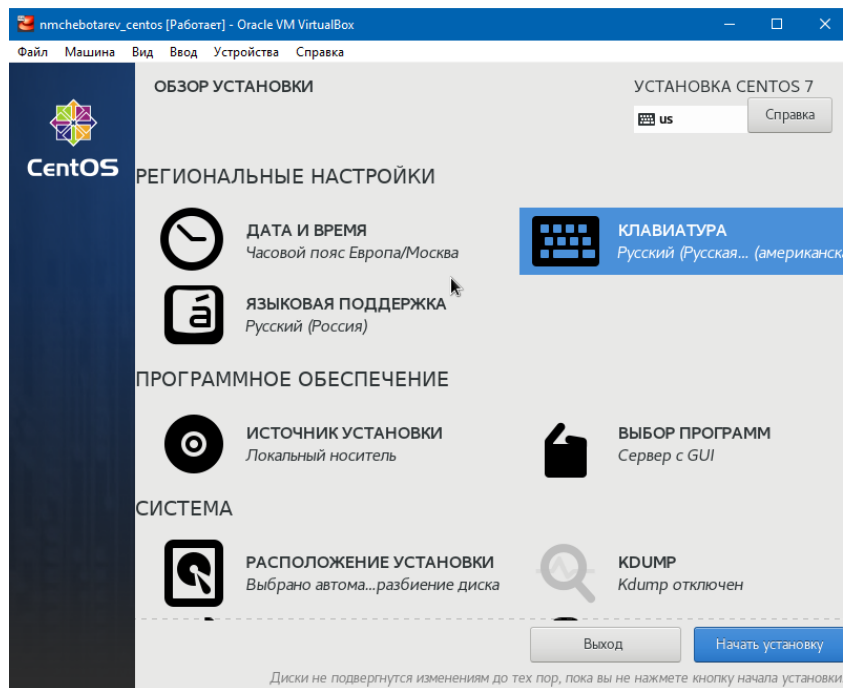 nmchebotarev_centos [Работает] - Oracle VM VirtualBox
Файл Машина Вид Ввод Устройства Справка
ОБЗОР УСТАНОВКИ
УСТАНОВКА CENTOS 7
us
Справка
CentOS
РЕГИОНАЛЬНЫЕ НАСТРОЙКИ
ДАТА И ВРЕМЯ
Часовой пояс Европа/Москва
КЛАВИАТУРА
Русский (Русская... (американска
á
ЯЗЫКОВАЯ ПОДДЕРЖКА
Русский (Россия)
ПРОГРАММНОЕ ОБЕСПЕЧЕНИЕ
ИСТОЧНИК УСТАНОВКИ
Локальный носитель
ВЫБОР ПРОГРАММ
Сервер с GUI
СИСТЕМА
РАСПОЛОЖЕНИЕ УСТАНОВКИ
Выбрано автома...разбиение диска
KDUMP
Kdump отключен
Выход
Начать установку
Диски не подвергнутся изменениям до тех пор, пока вы не нажмете кнопку начала установки.